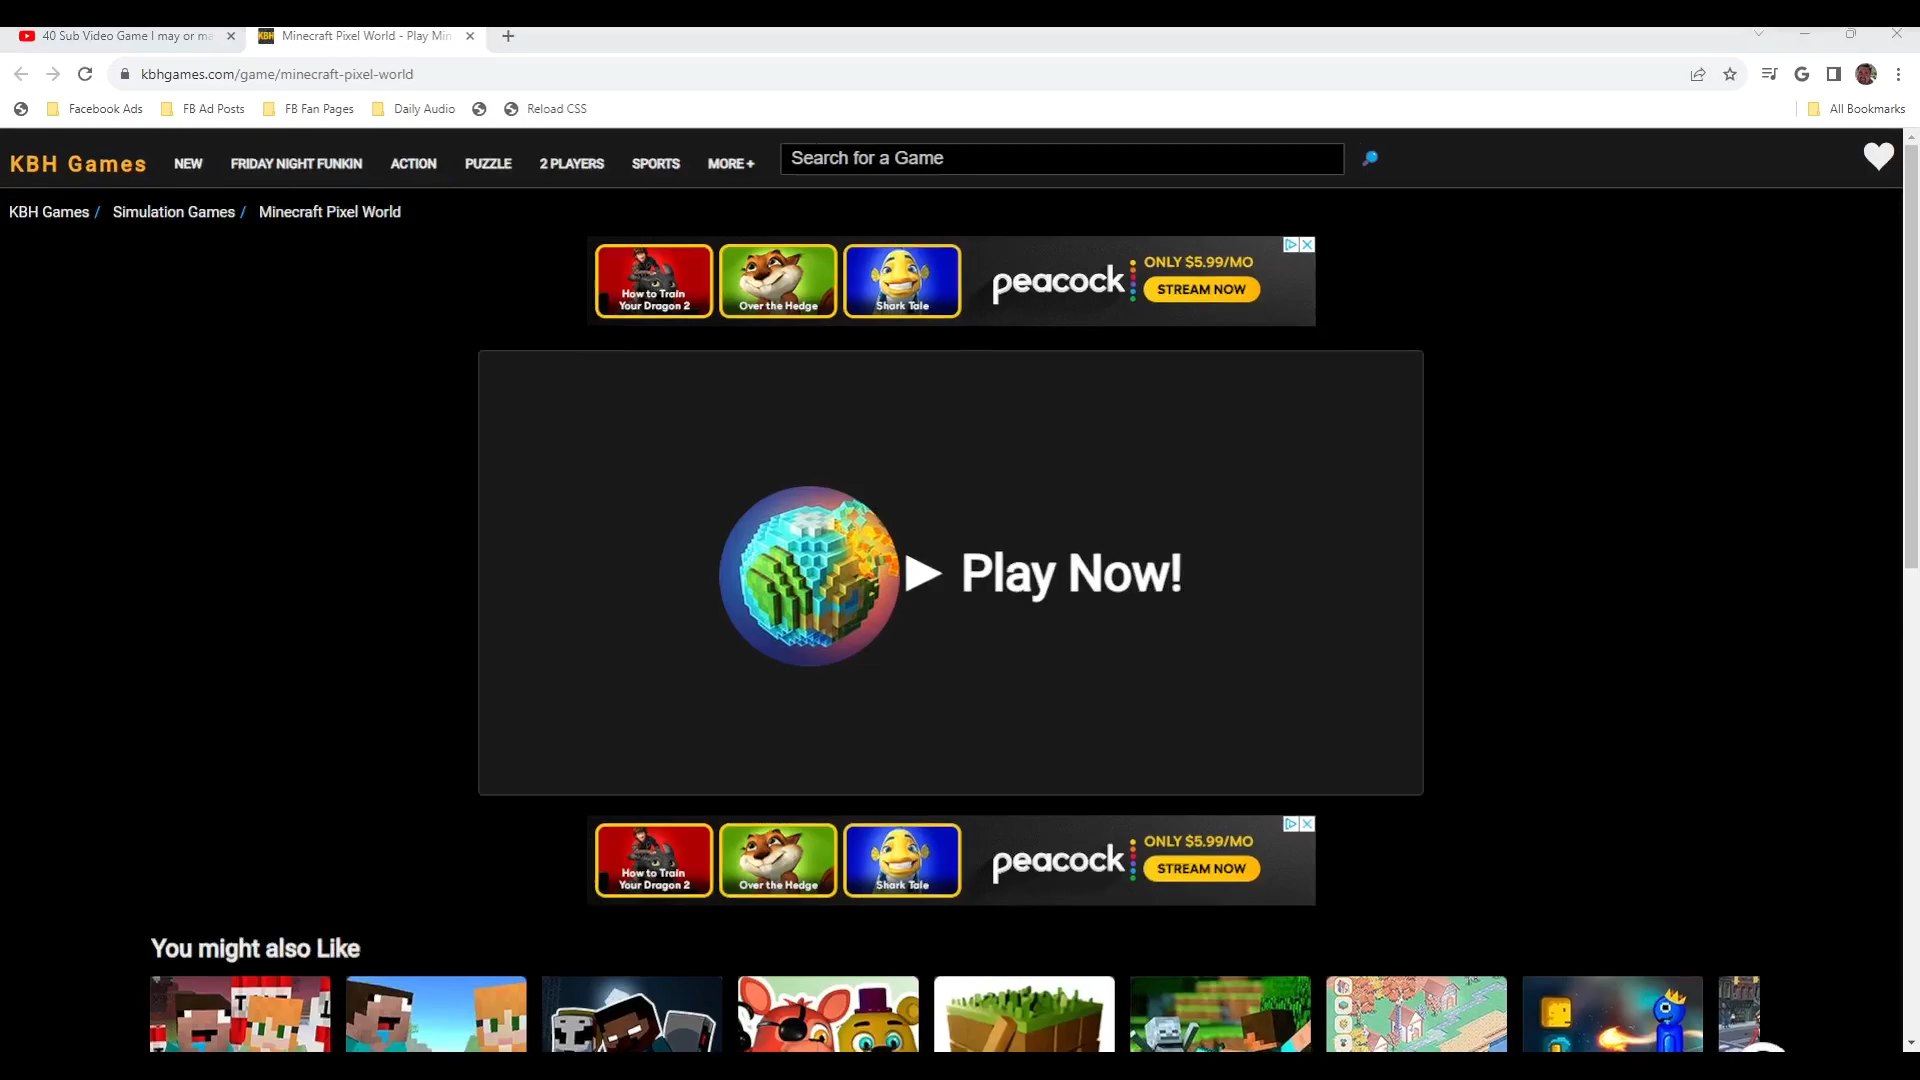 40 Sub Video Game I may or ma
KBH
Minecraft Pixel World - Play Min
kbhgames.com/game/minecraft-pixel-world
Facebook Ads
FB Ad Posts
FB Fan Pages
Daily Audio
Reload CSS
All Bookmarks
KBH Games
NEW
FRIDAY NIGHT FUNKIN
ACTION
PUZZLE
2 PLAYERS
SPORTS
MORE +
Search for a Game
KBH Games / Simulation Games / Minecraft Pixel World
How to Train
Your Dragon 2
Over the Hedge
Shark Tale
peacock
ONLY $5.99/MO
STREAM NOW
Play Now!
How to Train
Your Dragon 2
Over the Hedge
Shark Tale
peacock
ONLY $5.99/MO
STREAM NOW
You might also Like